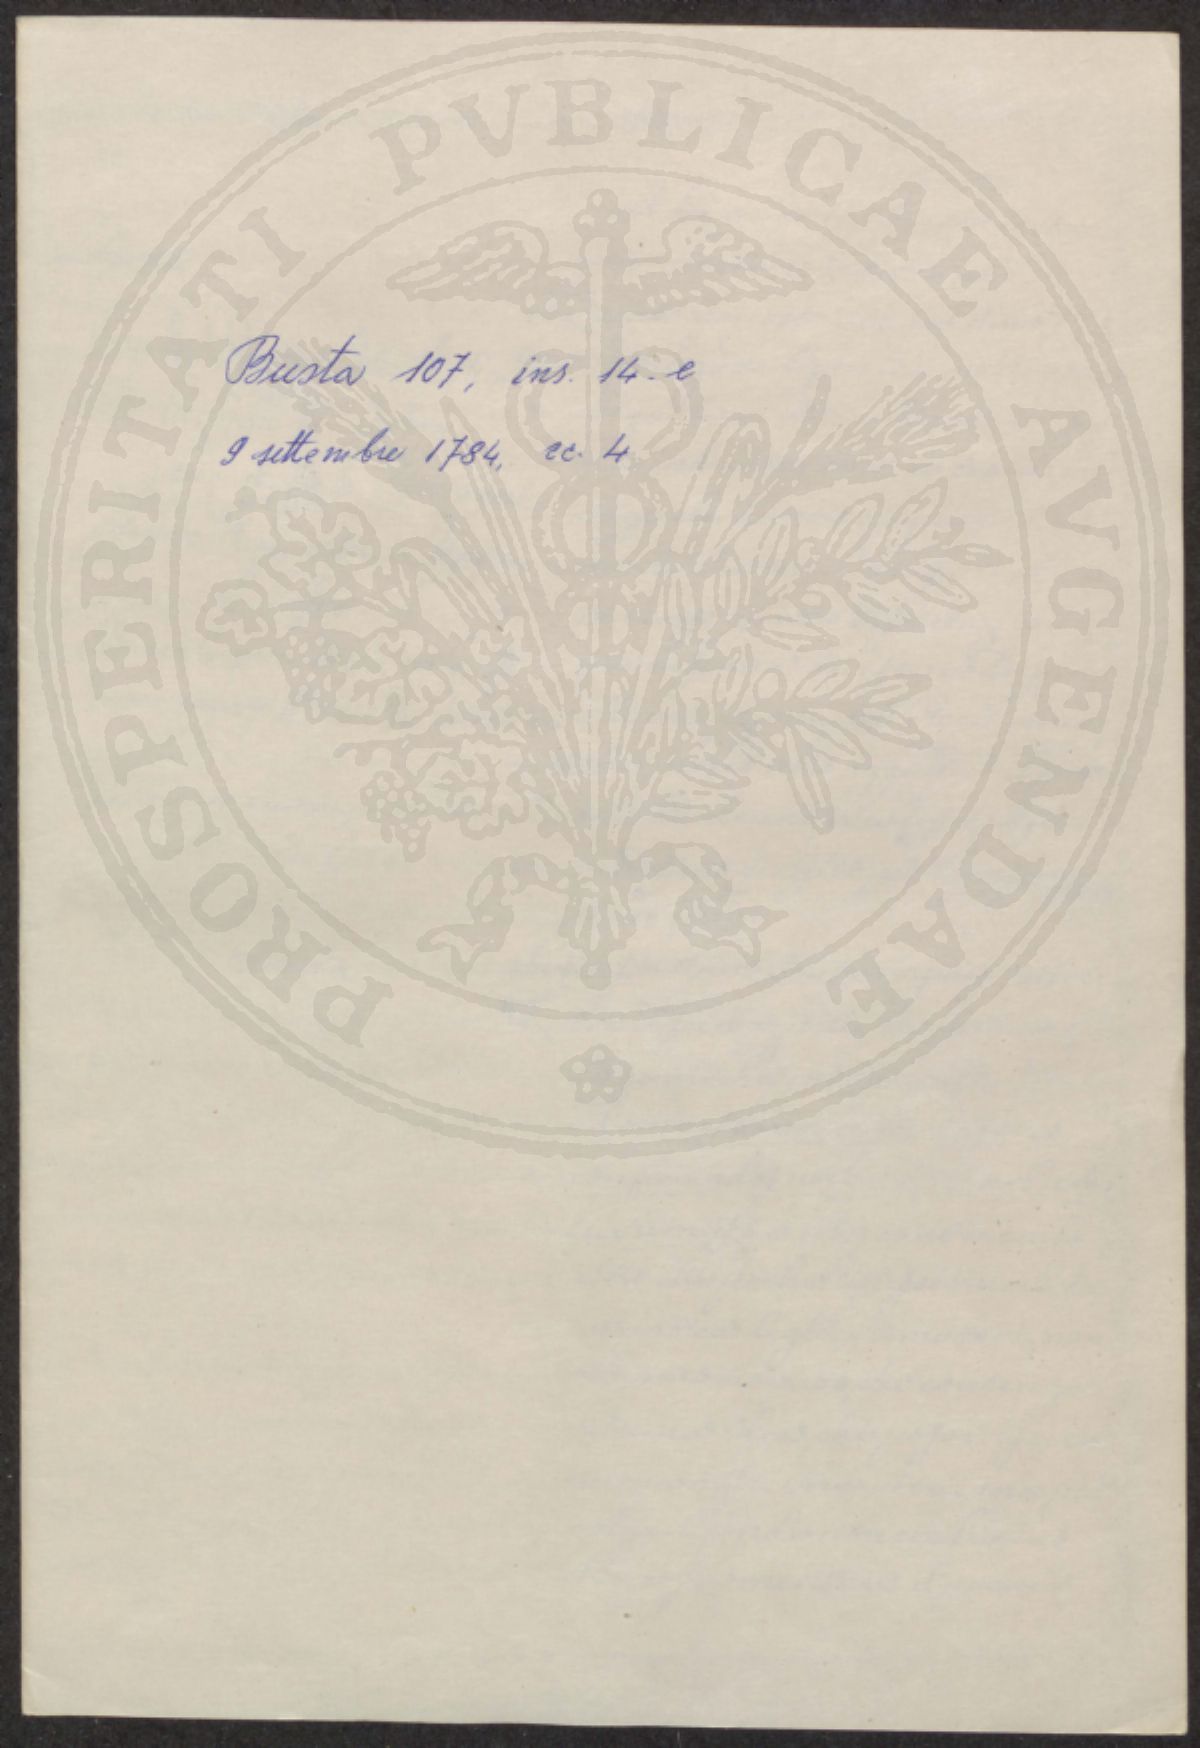 PROSPERITATI PVBLICAE AVGENDAE
Busta 107, ins. 14-e
9 settembre 1784, cc. 4